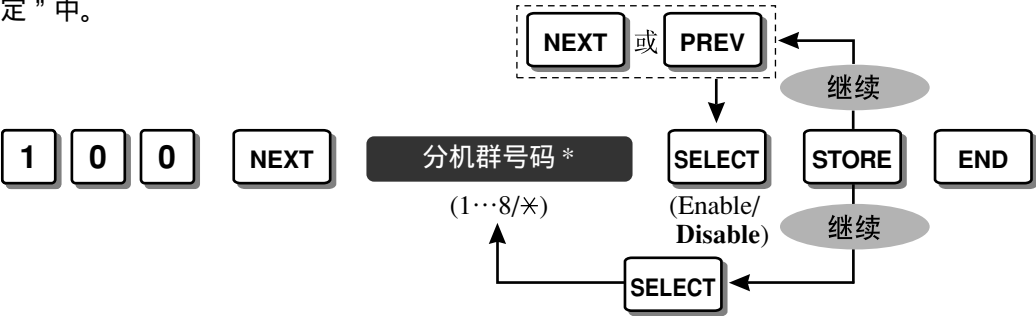 定 ” 中。
NEXT 或 PREV
继续
1 0 0 NEXT 分机群号码 * SELECT STORE END
(1···8/✳) (Enable/
Disable)
继续
SELECT